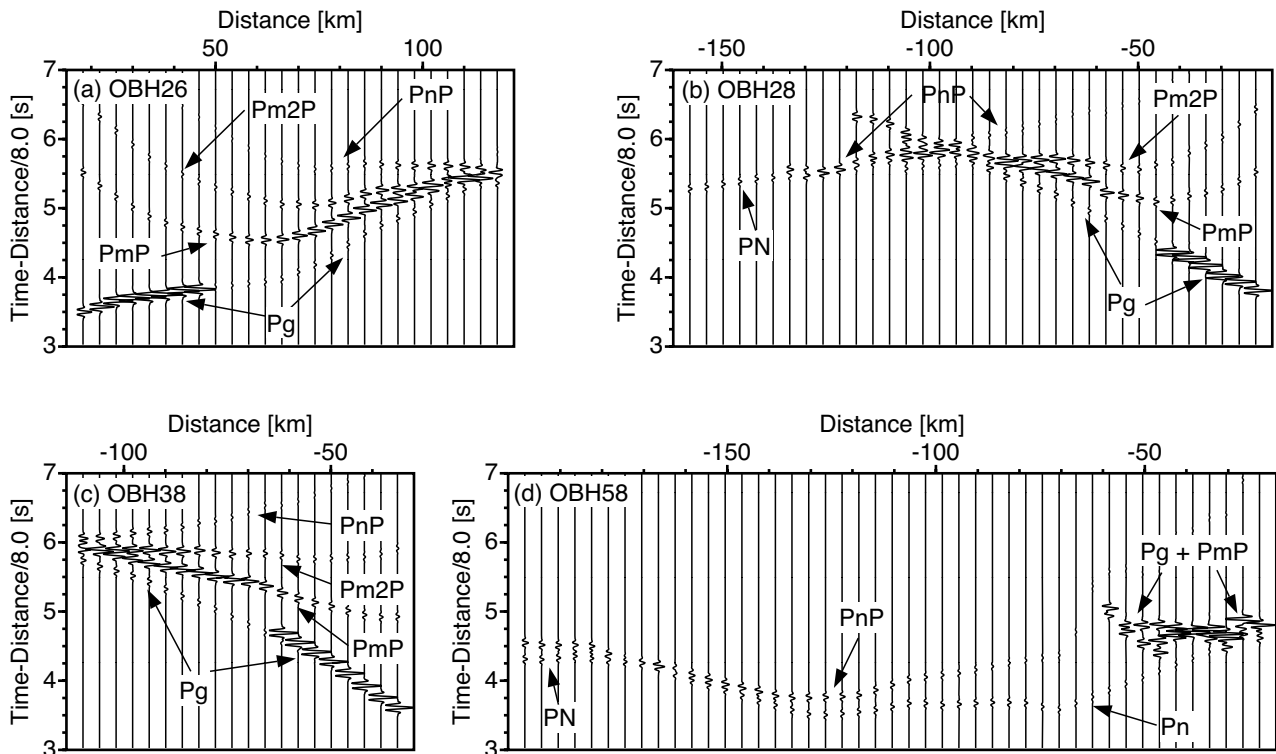 Distance [km]
50 100
Time-Distance/8.0 [s]
7
6
5
4
3
(a) OBH26
Pm2P
PnP
PmP
Pg
Distance [km]
-150 -100 -50
Time-Distance/8.0 [s]
7
6
5
4
3
(b) OBH28
PnP
Pm2P
PN
PmP
Pg
Distance [km]
-100 -50
Time-Distance/8.0 [s]
7
6
5
4
3
(c) OBH38
PnP
Pm2P
PmP
Pg
Distance [km]
-150 -100 -50
Time-Distance/8.0 [s]
7
6
5
4
3
(d) OBH58
Pg + PmP
PnP
PN
Pn